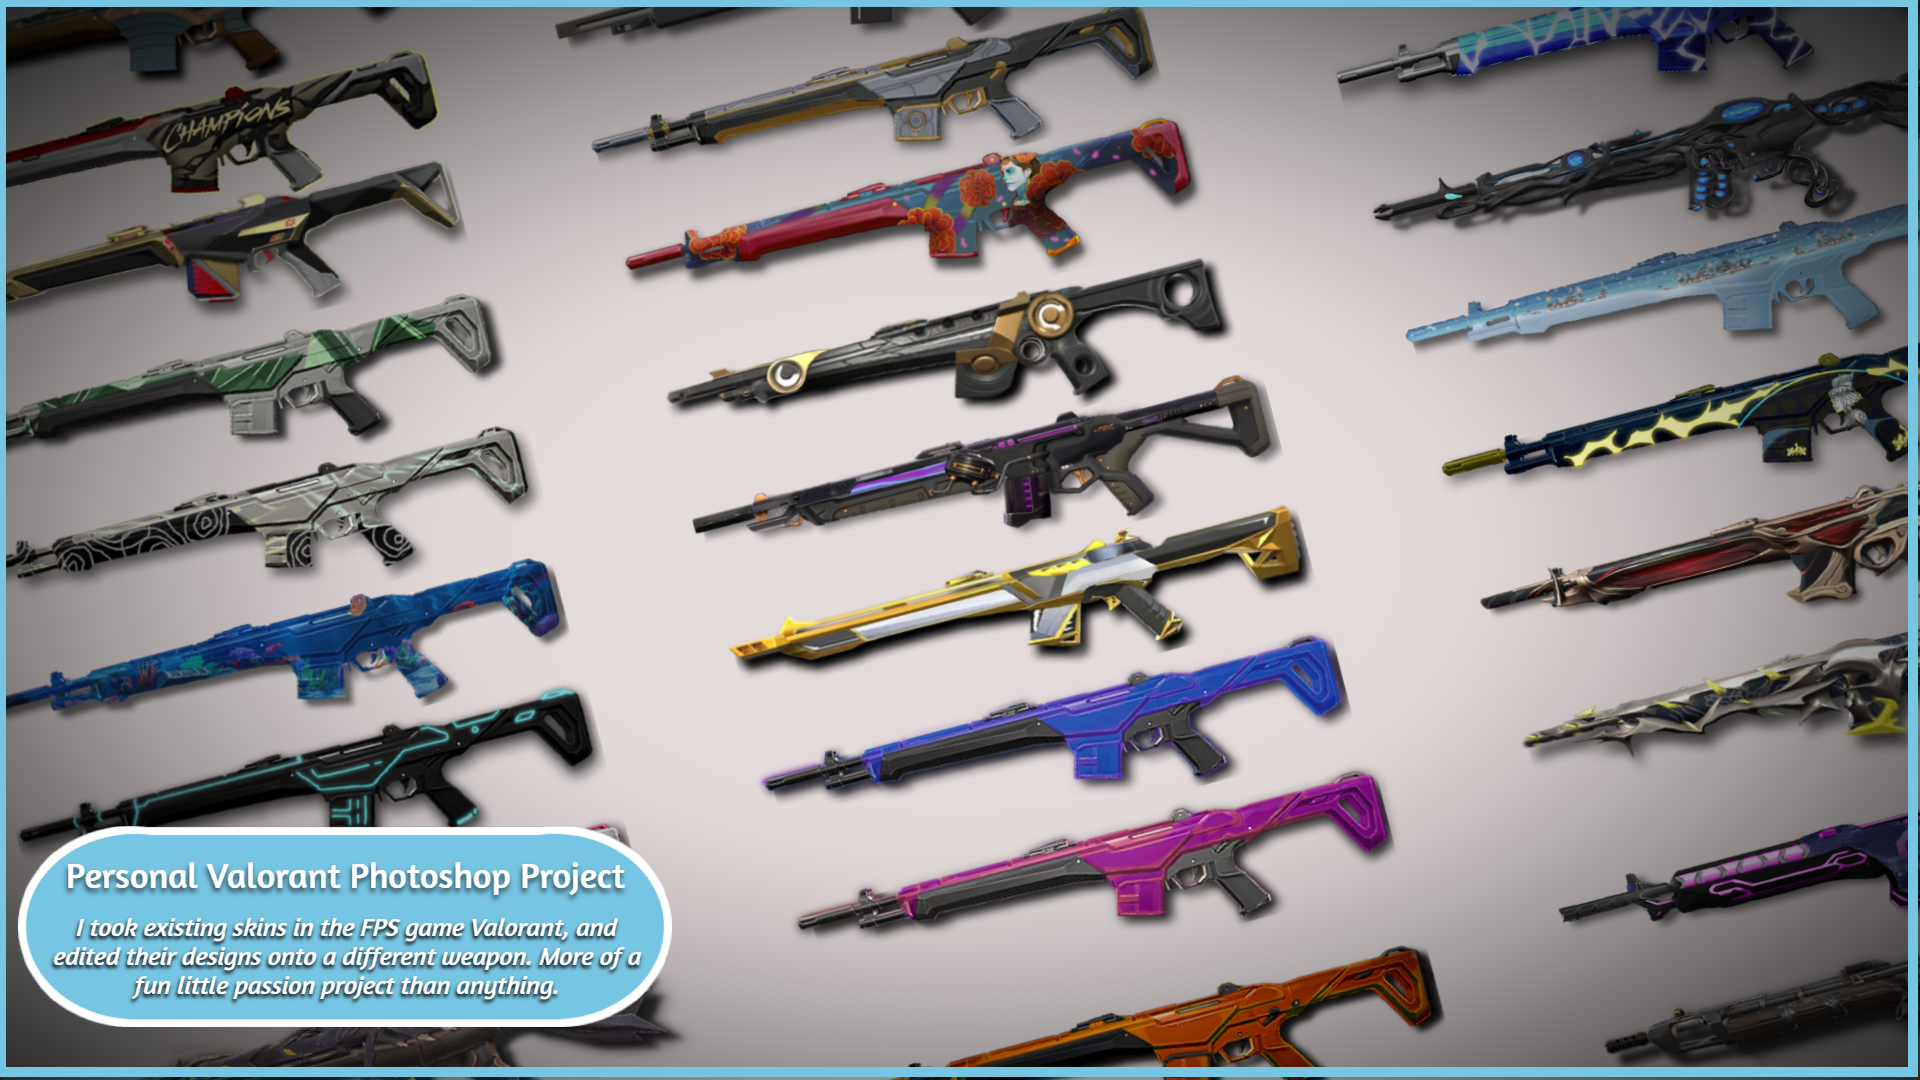 CHAMPIONS
Personal Valorant Photoshop Project
I took existing skins in the FPS game Valorant, and
edited their designs onto a different weapon. More of a
fun little passion project than anything.